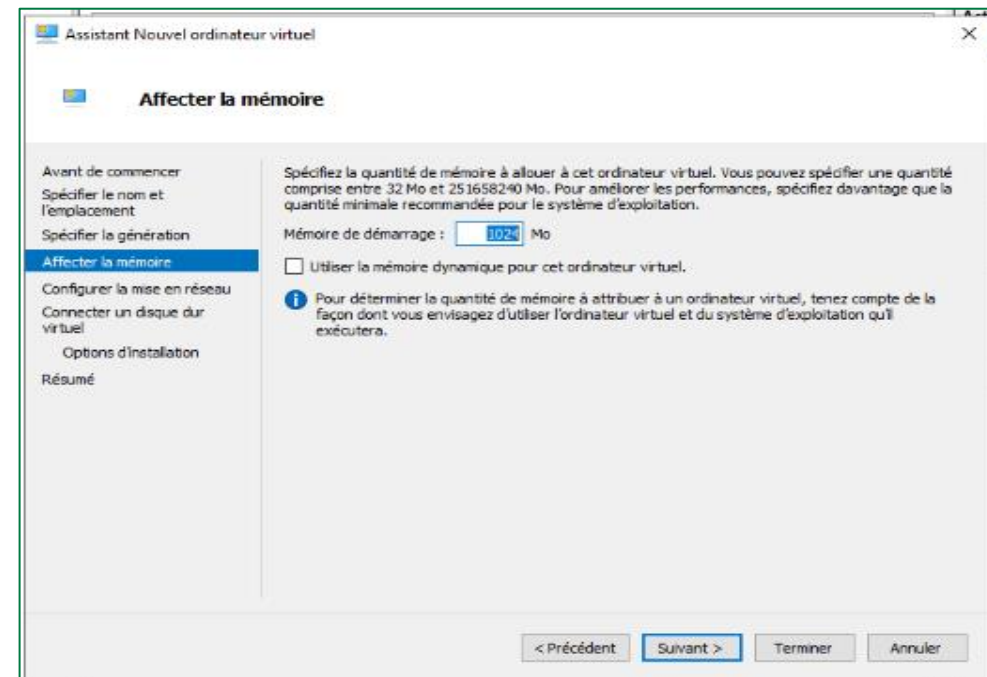 Assistant Nouvel ordinateur virtuel
Affecter la mémoire
Avant de commencer
Spécifier le nom et
l'emplacement
Spécifier la génération
Affecter la mémoire
Configurer la mise en réseau
Connecter un disque dur
virtuel
Options d'installation
Résumé
Spécifiez la quantité de mémoire à allouer à cet ordinateur virtuel. Vous pouvez spécifier une quantité
comprise entre 32 Mo et 251658240 Mo. Pour améliorer les performances, spécifiez davantage que la
quantité minimale recommandée pour le système d'exploitation.
Mémoire de démarrage : 1024 Mo
Utiliser la mémoire dynamique pour cet ordinateur virtuel.
Pour déterminer la quantité de mémoire à attribuer à un ordinateur virtuel, tenez compte de la
façon dont vous envisagez d'utiliser l'ordinateur virtuel et du système d'exploitation qu'il
exécutera.
< Précédent Suivant > Terminer Annuler